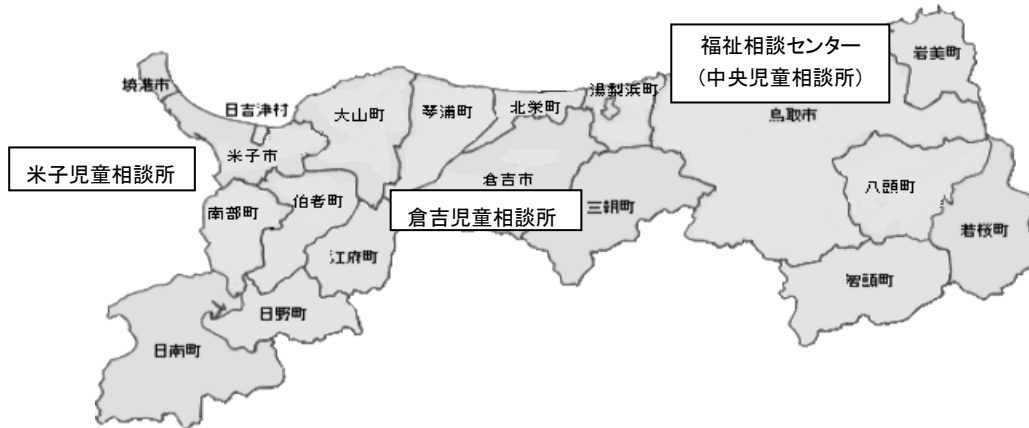 福祉相談センター
(中央児童相談所)
岩美町
境港市
日吉津村
大山町
琴浦町
北栄町
湯梨浜町
鳥取市
米子市
米子児童相談所
南部町
伯耆町
倉吉市
八頭町
倉吉児童相談所
三朝町
若桜町
江府町
智頭町
日野町
日南町